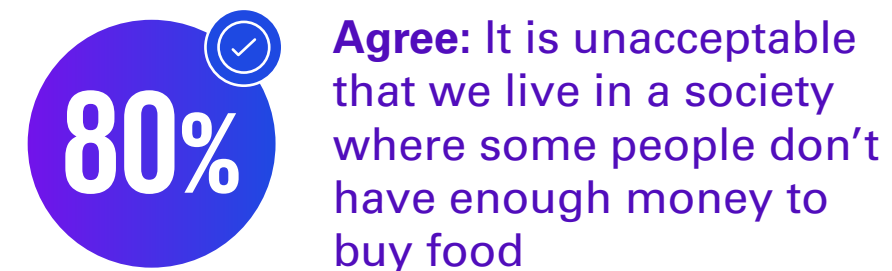 80%
Agree: It is unacceptable
that we live in a society
where some people don’t
have enough money to
buy food